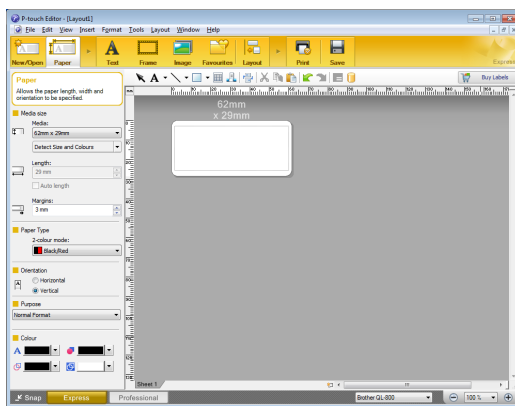 P-touch Editor - [Layout1]
File Edit View Insert Format Tools Layout Window Help
New/Open Paper Text Frame Image Favourites Layout Print Save
Express
Paper
Allows the paper length, width and
orientation to be specified.
Buy Labels
Media size
Media:
62mm x 29mm
Detect Size and Colours
Length:
29 mm
Auto length
Margins:
3 mm
Paper Type
2-colour mode:
Black/Red
Orientation
Horizontal
Vertical
Purpose
Normal Format
Colour
62mm
x 29mm
Sheet 1
Snap Express Professional
Brother QL-800
100 %